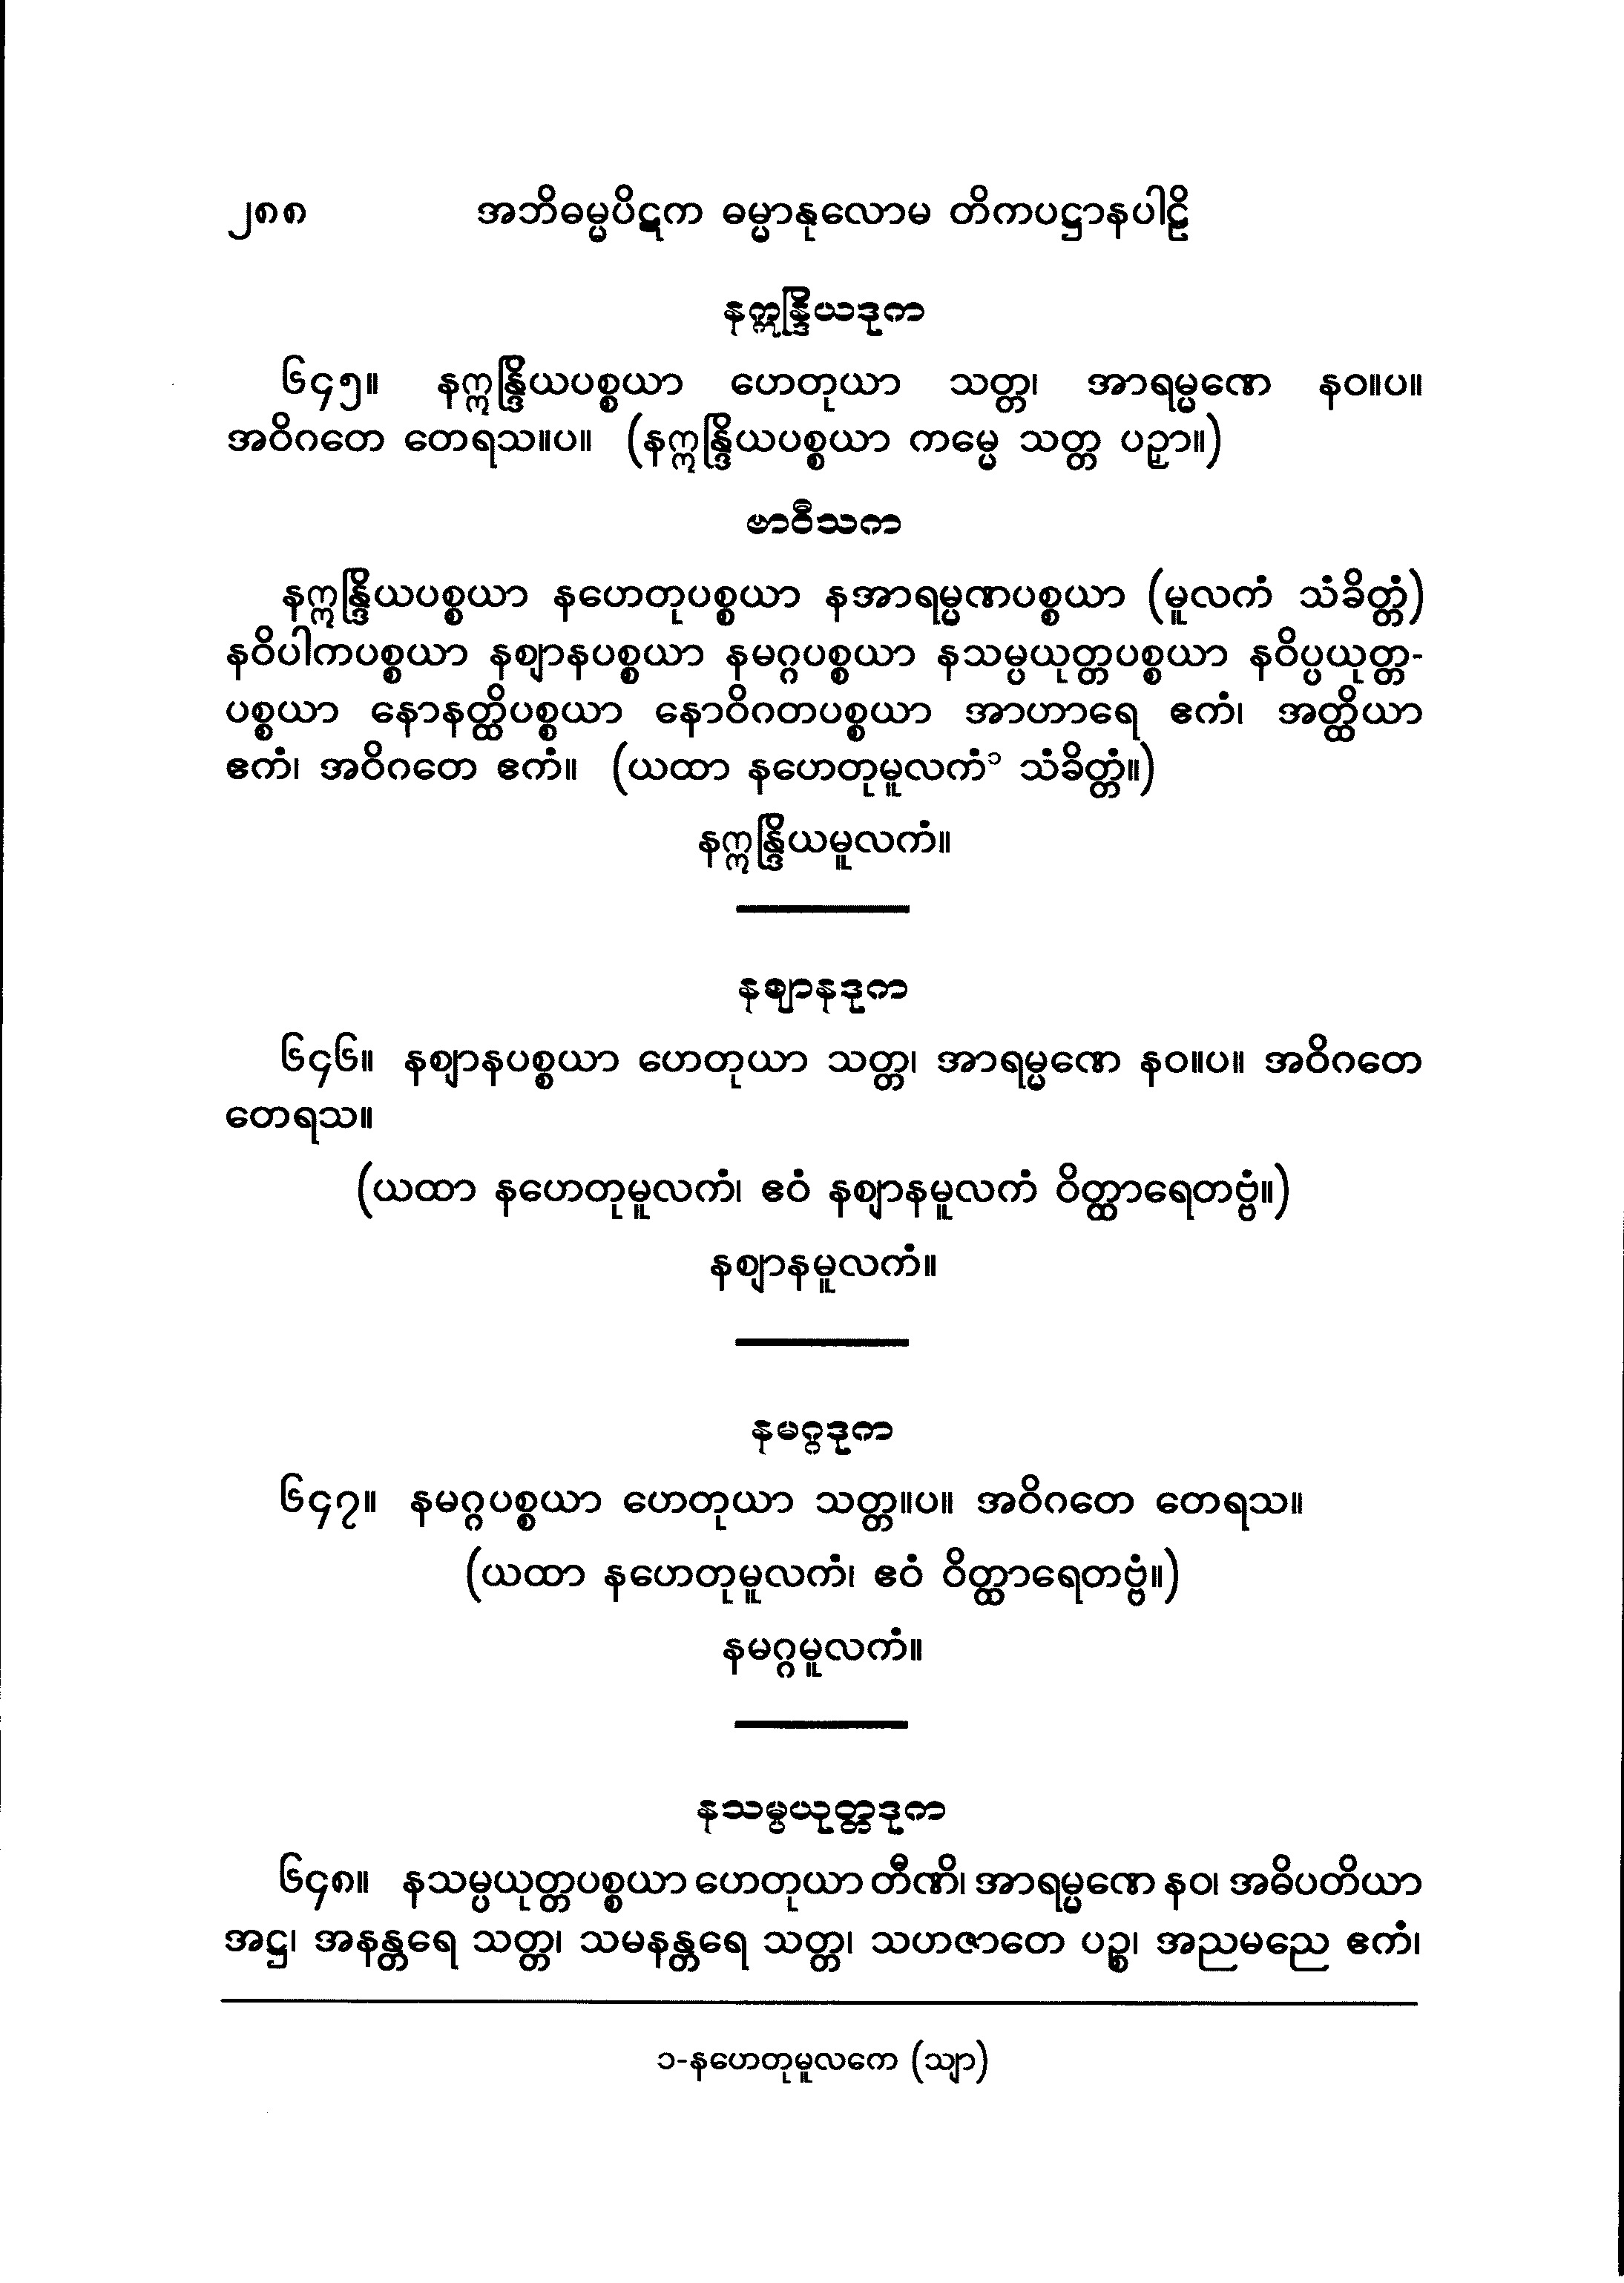 ၂၈၈ အဘိဓမ္မပိဋက ဓမ္မာနုလောမ တိကပဋ္ဌာနပါဠိ
နဣန္ဒြိယဒုက
၆၄၅။ နဣန္ဒြိယပစ္စယာ ဟေတုယာ သတ္တ၊ အာရမ္မဏေ နဝ။ပ။
အဝိဂတေ တေရသ။ပ။ (နဣန္ဒြိယပစ္စယာ ကမ္မေ သတ္တ ပဉှာ။)
ဗာဝီသက
နဣန္ဒြိယပစ္စယာ နဟေတုပစ္စယာ နအာရမ္မဏပစ္စယာ (မူလကံ သံခိတ္တံ)
နဝိပါကပစ္စယာ နဈာနပစ္စယာ နမဂ္ဂပစ္စယာ နသမ္ပယုတ္တပစ္စယာ နဝိပ္ပယုတ္တ-
ပစ္စယာ နောနတ္ထိပစ္စယာ နောဝိဂတပစ္စယာ အာဟာရေ ဧကံ၊ အတ္ထိယာ
ဧကံ၊ အဝိဂတေ ဧကံ။ (ယထာ နဟေတုမူလကံ၁ သံခိတ္တံ။)
နဣန္ဒြိယမူလကံ။
နဈာနဒုက
၆၄၆။ နဈာနပစ္စယာ ဟေတုယာ သတ္တ၊ အာရမ္မဏေ နဝ။ပ။ အဝိဂတေ
တေရသ။
(ယထာ နဟေတုမူလကံ၊ ဧဝံ နဈာနမူလကံ ဝိတ္ထာရေတဗ္ဗံ။)
နဈာနမူလကံ။
နမဂ္ဂဒုက
၆၄၇။ နမဂ္ဂပစ္စယာ ဟေတုယာ သတ္တ။ပ။ အဝိဂတေ တေရသ။
(ယထာ နဟေတုမူလကံ၊ ဧဝံ ဝိတ္ထာရေတဗ္ဗံ။)
နမဂ္ဂမူလကံ။
နသမ္ပယုတ္တဒုက
၆၄၈။ နသမ္ပယုတ္တပစ္စယာ ဟေတုယာ တီဏိ၊ အာရမ္မဏေ နဝ၊ အဓိပတိယာ
အဋ္ဌ၊ အနန္တရေ သတ္တ၊ သမနန္တရေ သတ္တ၊ သဟဇာတေ ပဉ္စ၊ အညမညေ ဧကံ၊
၁-နဟေတုမူလကေ (သျာ)